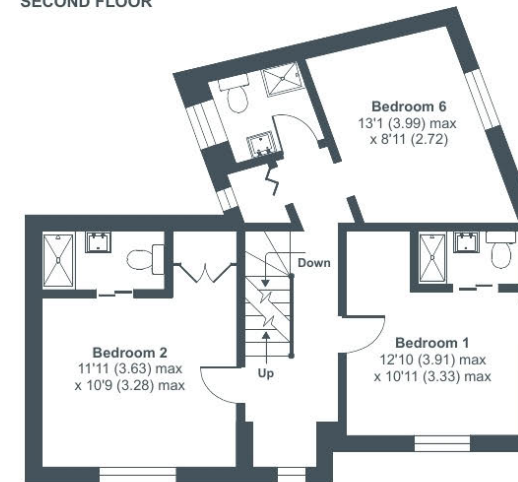 SECOND FLOOR
Bedroom 6
13'1 (3.99) max
x 8'11 (2.72)
Down
Bedroom 2
11'11 (3.63) max
x 10'9 (3.28) max
Up
Bedroom 1
12'10 (3.91) max
x 10'11 (3.33) max